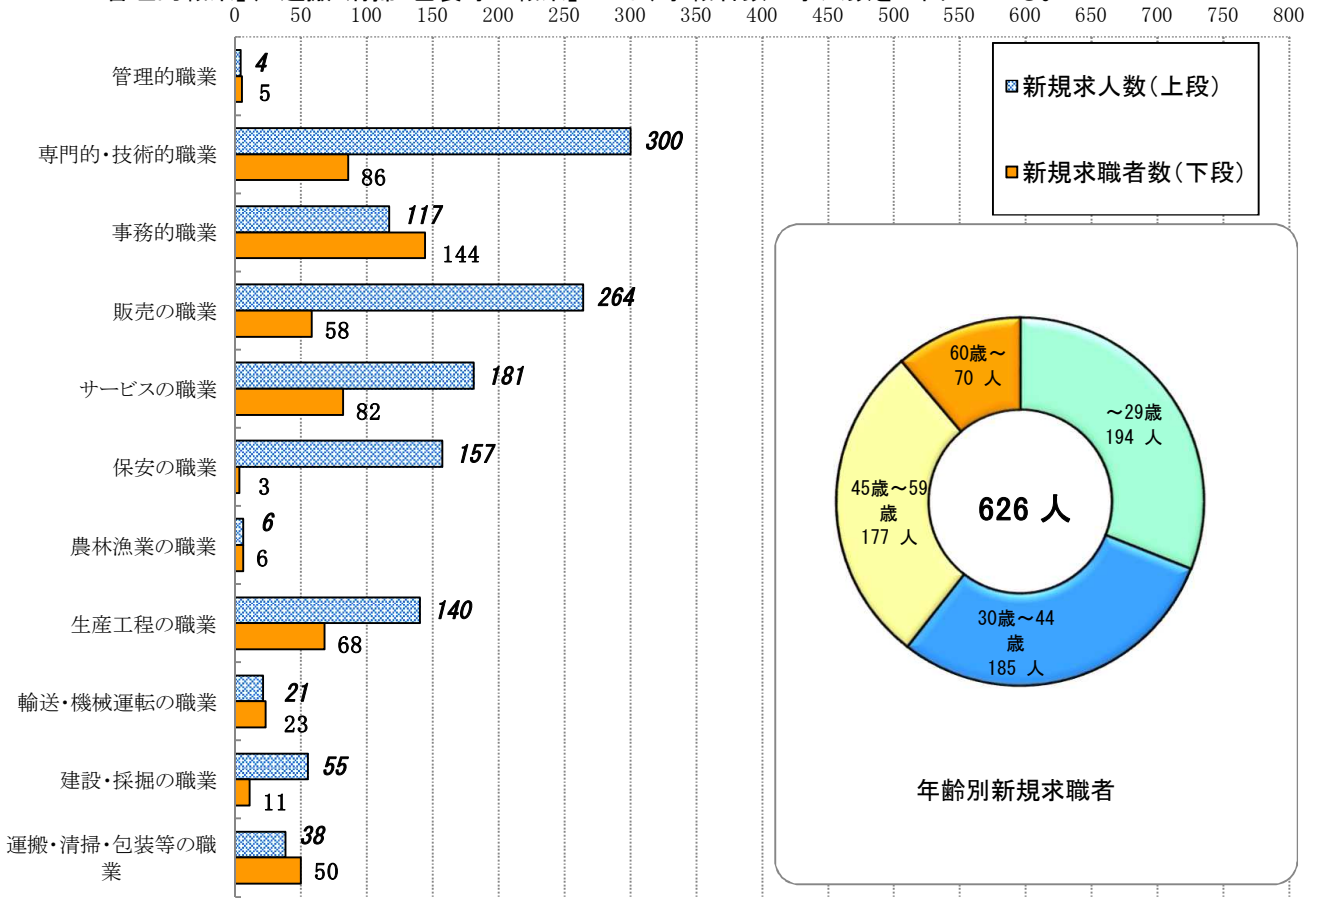 0 50 100 150 200 250 300 350 400 450 500 550 600 650 700 750 800
新規求人数(上段)
新規求職者数(下段)
管理的職業
4
5
専門的・技術的職業
300
86
事務的職業
117
144
販売の職業
264
58
サービスの職業
181
82
保安の職業
157
3
農林漁業の職業
6
6
生産工程の職業
140
68
輸送・機械運転の職業
21
23
建設・採掘の職業
55
11
運搬・清掃・包装等の職
業
38
50
60歳～
70 人
～29歳
194 人
45歳～59
歳
177 人
626 人
30歳～44
歳
185 人
年齢別新規求職者